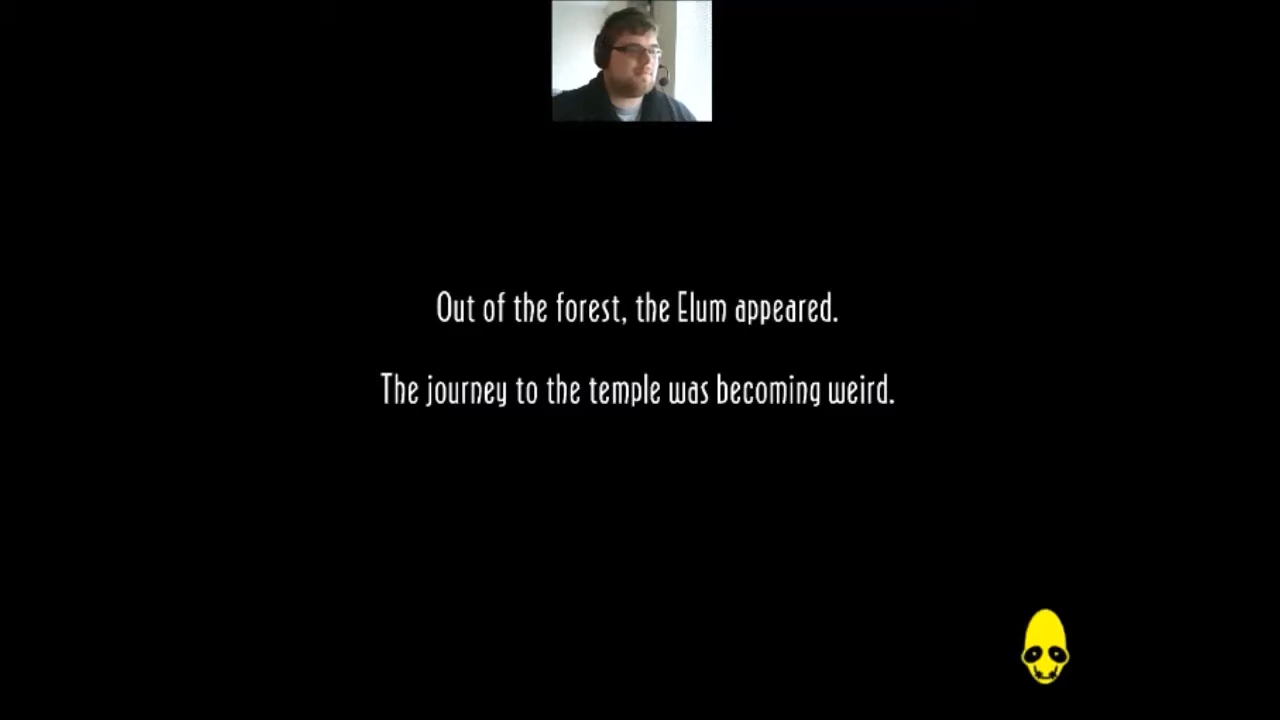 Out of the forest, the Elum appeared.
The journey to the temple was becoming weird.